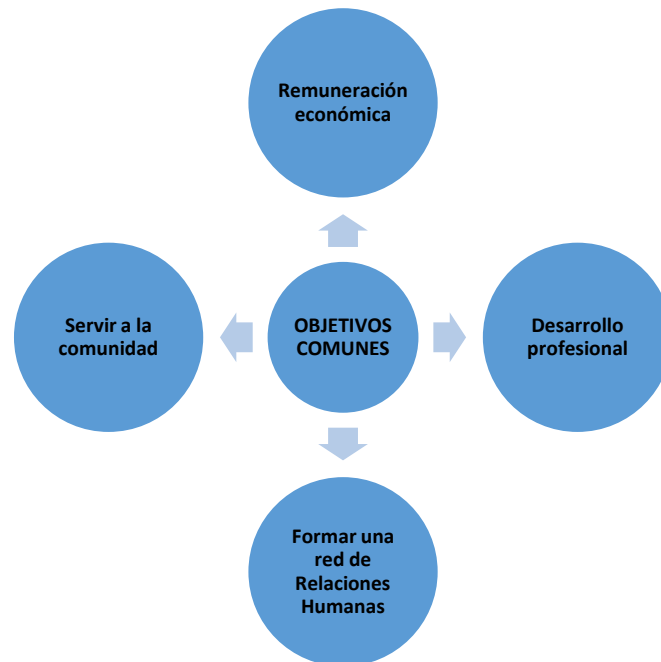 Remuneración
económica
Servir a la
comunidad
OBJETIVOS
COMUNES
Desarrollo
profesional
Formar una
red de
Relaciones
Humanas